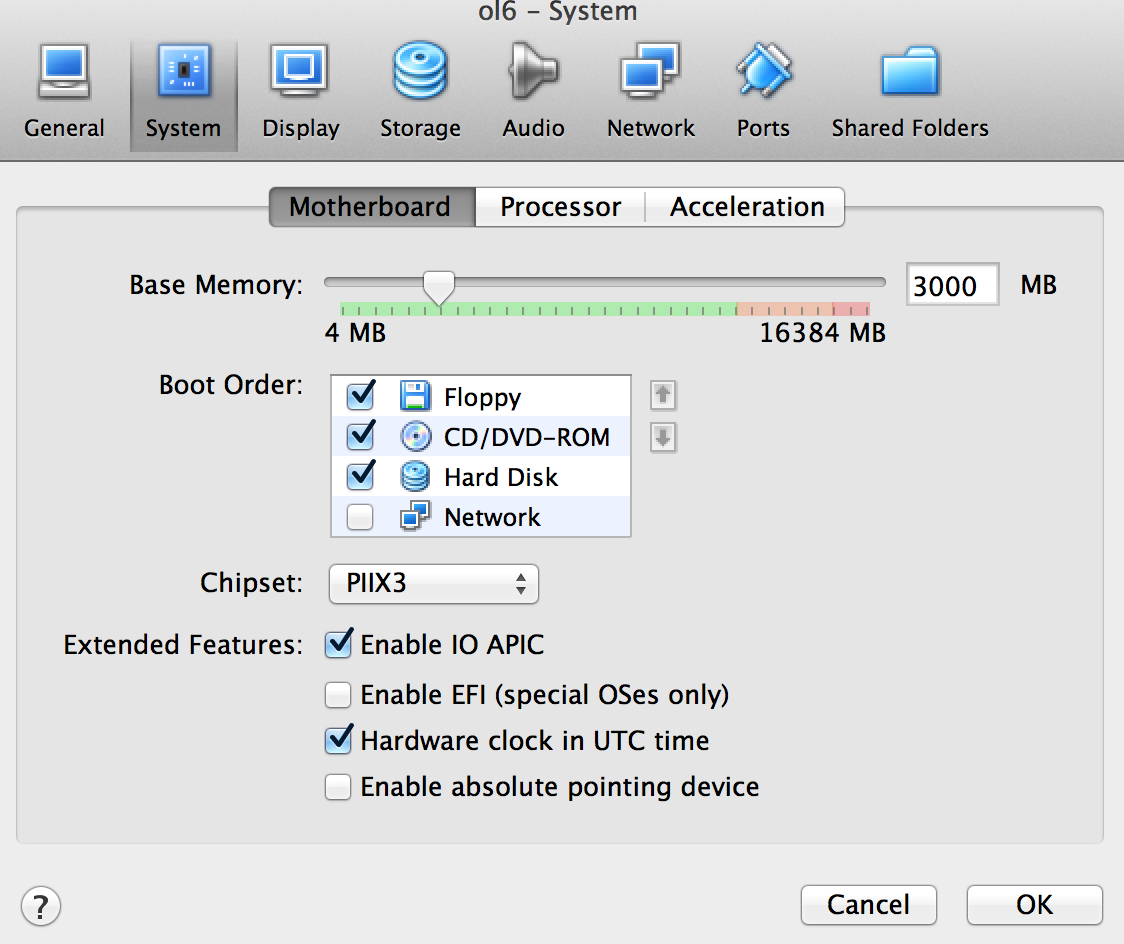 ol6 – System
General System Display Storage Audio Network Ports Shared Folders
Motherboard Processor Acceleration
Base Memory: 3000 MB
4 MB 16384 MB
Boot Order: Floppy
CD/DVD-ROM
Hard Disk
Network
Chipset: PIIX3
Extended Features: Enable IO APIC
Enable EFI (special OSes only)
Hardware clock in UTC time
Enable absolute pointing device
? Cancel OK